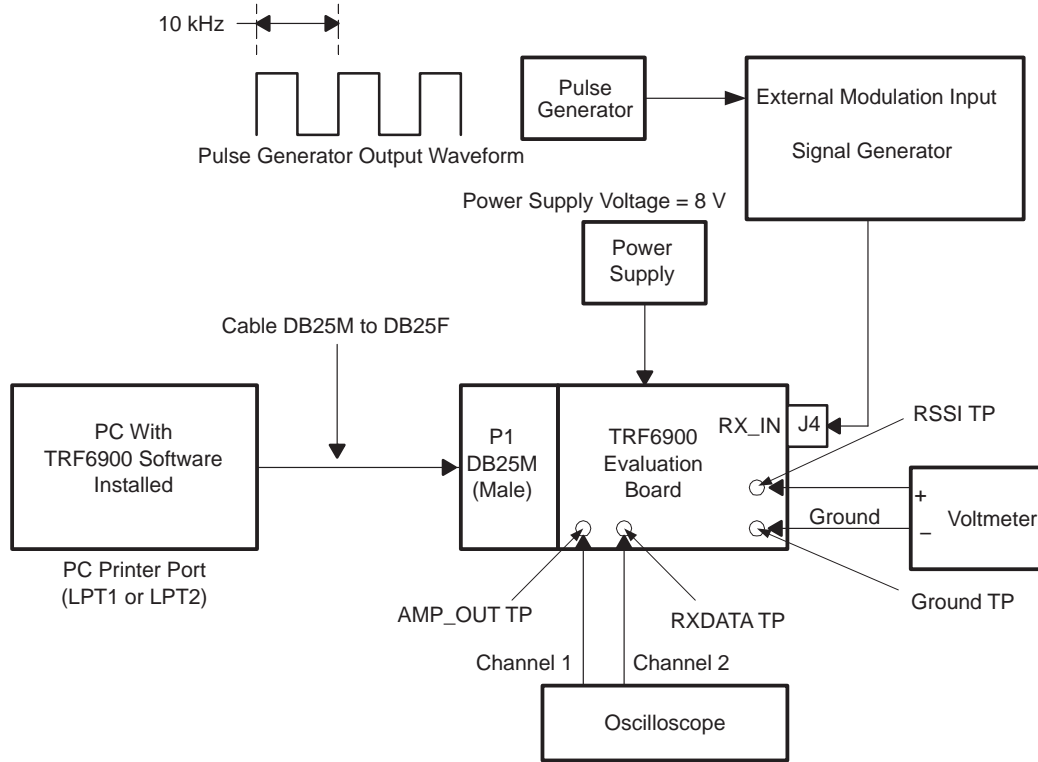 10 kHz
Pulse Generator Output Waveform
Pulse
Generator
External Modulation Input
Signal Generator
Power Supply Voltage = 8 V
Power
Supply
Cable DB25M to DB25F
PC With
TRF6900 Software
Installed
PC Printer Port
(LPT1 or LPT2)
P1
DB25M
(Male)
TRF6900
Evaluation
Board
RX_IN
J4
RSSI TP
+
−
Voltmeter
Ground
Ground TP
AMP_OUT TP
RXDATA TP
Channel 1
Channel 2
Oscilloscope